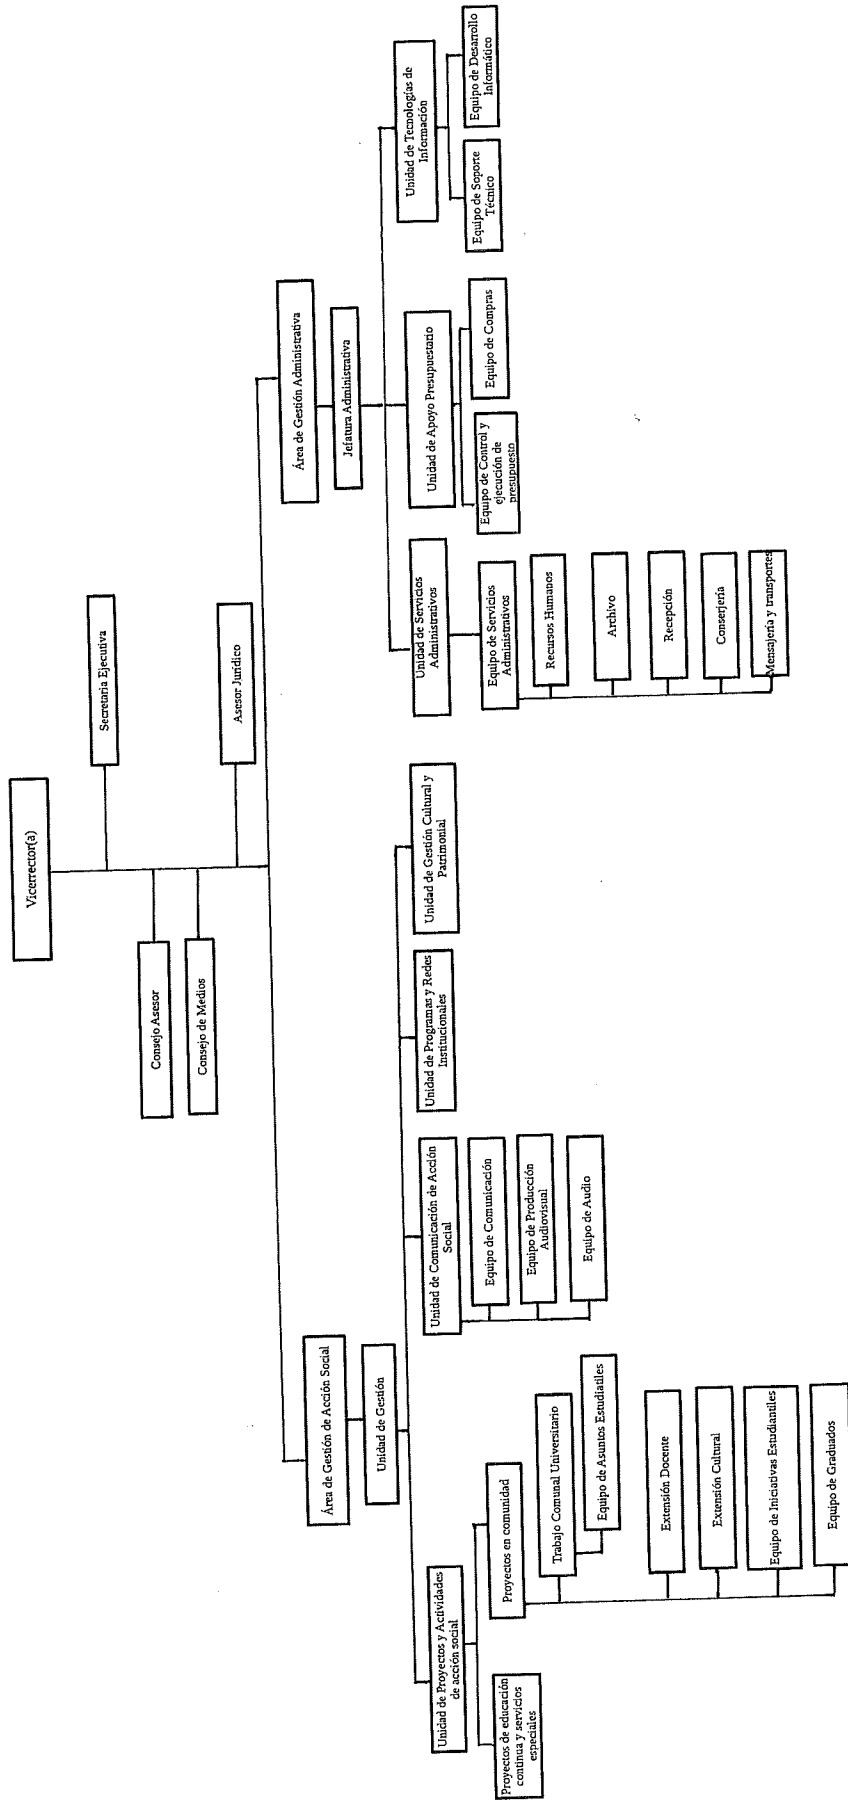 Vicerrector(a)
Secretaria Ejecutiva
Consejo Asesor
Consejo de Medios
Asesor Jurídico
Área de Gestión de Acción Social
Unidad de Gestión
Unidad de Proyectos y Actividades
de acción social
Proyectos de educación
continua y servicios
especiales
Proyectos en comunidad
Trabajo Comunal Universitario
Equipo de Asuntos Estudiatiles
Extensión Docente
Extensión Cultural
Equipo de Iniciativas Estudiantiles
Equipo de Graduados
Unidad de Comunicación de Acción
Social
Equipo de Comunicación
Equipo de Producción
Audiovisual
Equipo de Audio
Unidad de Programas y Redes
Institucionales
Unidad de Gestión Cultural y
Patrimonial
Área de Gestión Administrativa
Jefatura Administrativa
Unidad de Servicios
Administrativos
Equipo de Servicios
Administrativos
Recursos Humanos
Archivo
Recepción
Conserjería
Mensajería y transportes
Unidad de Apoyo Presupuestario
Equipo de Control y
ejecución de
presupuesto
Equipo de Compras
Unidad de Tecnologías de
Información
Equipo de Soporte
Técnico
Equipo de Desarrollo
Informático